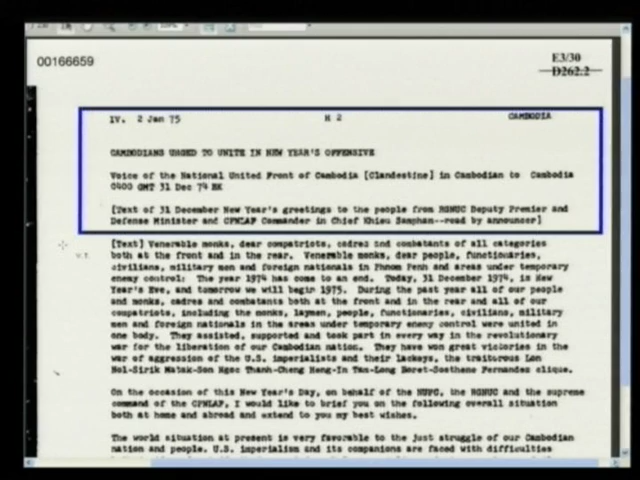 00166659
E3/30
D262.2
IV. 2 Jan 75 H 2 CAMBODIA
CAMBODIANS URGED TO UNITE IN NEW YEAR'S OFFENSIVE
Voice of the National United Front of Cambodia [Clandestine] in Cambodian to Cambodia
0400 GMT 31 Dec 74 BK
[Text of 31 December New Year's greetings to the people from RGNUC Deputy Premier and
Defense Minister and CPNLAF Commander in Chief Khieu Samphan--read by announcer]
[Text] Venerable monks, dear compatriots, cadres and combatants of all categories
both at the front and in the rear. Venerable monks, dear people, functionaries,
civilians, military men and foreign nationals in Phnom Penh and areas under temporary
enemy control: The year 1974 has come to an end. Today, 31 December 1974, is New
Year's Eve, and tomorrow we will begin 1975. During the past year all of our people
and monks, cadres and combatants both at the front and in the rear and all of our
compatriots, including the monks, laymen, people, functionaries, civilians, military
men and foreign nationals in the areas under temporary enemy control were united in
one body. They assisted, supported and took part in every way in the revolutionary
war for the liberation of our Cambodian nation. They have won great victories in the
war of aggression of the U.S. imperialists and their lackeys, the traitorous Lon
Nol-Sirik Matak-Son Ngoc Thanh-Cheng Heng-In Tam-Long Boret-Sosthene Fernandez clique.
On the occasion of this New Year's Day, on behalf of the NUFC, the RGNUC and the supreme
command of the CPNLAF, I would like to brief you on the following overall situation
both at home and abroad and extend to you my best wishes.
The world situation at present is very favorable to the just struggle of our Cambodian
nation and people. U.S. imperialism and its companions are faced with difficulties